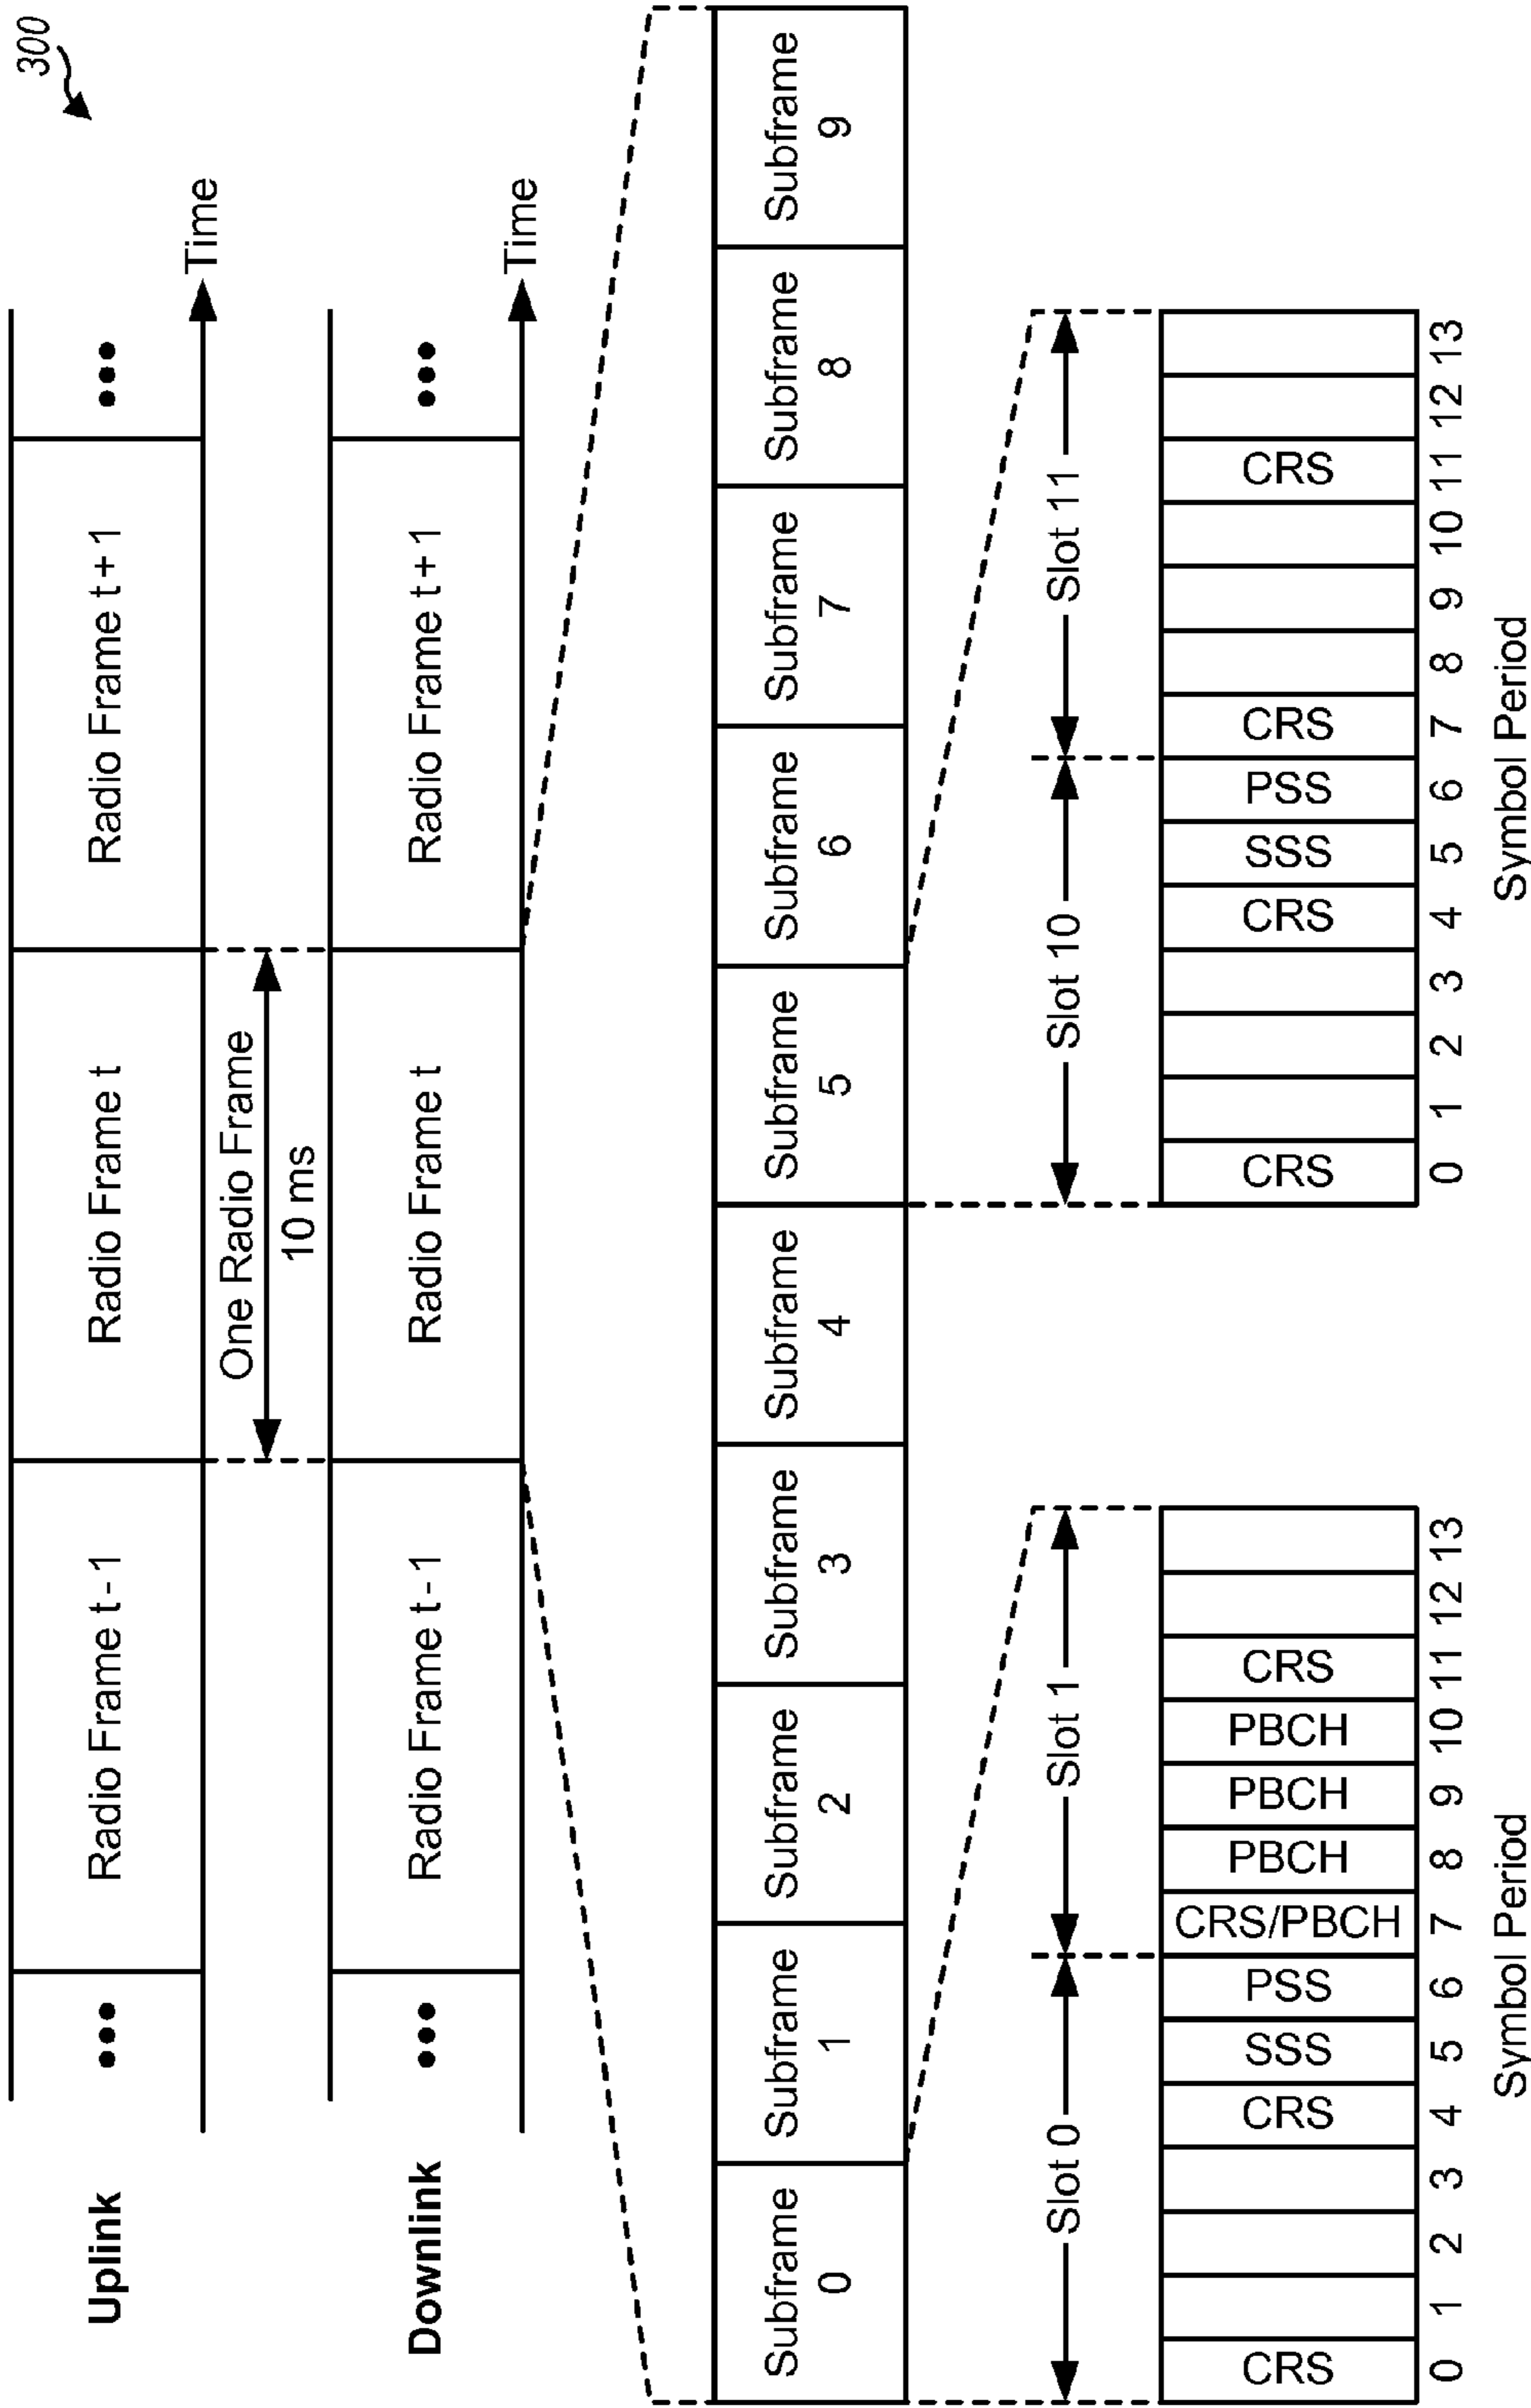 300
Uplink
•••
Radio Frame t-1
Radio Frame t
Radio Frame t+1
•••
Time
One Radio Frame
10 ms
Downlink
•••
Radio Frame t-1
Radio Frame t
Radio Frame t+1
•••
Time
Subframe
0
Subframe
1
Subframe
2
Subframe
3
Subframe
4
Subframe
5
Subframe
6
Subframe
7
Subframe
8
Subframe
9
Slot 0
Slot 1
CRS
CRS
SSS
PSS
CRS/PBCH
PBCH
PBCH
PBCH
CRS
0 1 2 3 4 5 6 7 8 9 10 11 12 13
Symbol Period
Slot 10
Slot 11
CRS
CRS
SSS
PSS
CRS
CRS
0 1 2 3 4 5 6 7 8 9 10 11 12 13
Symbol Period